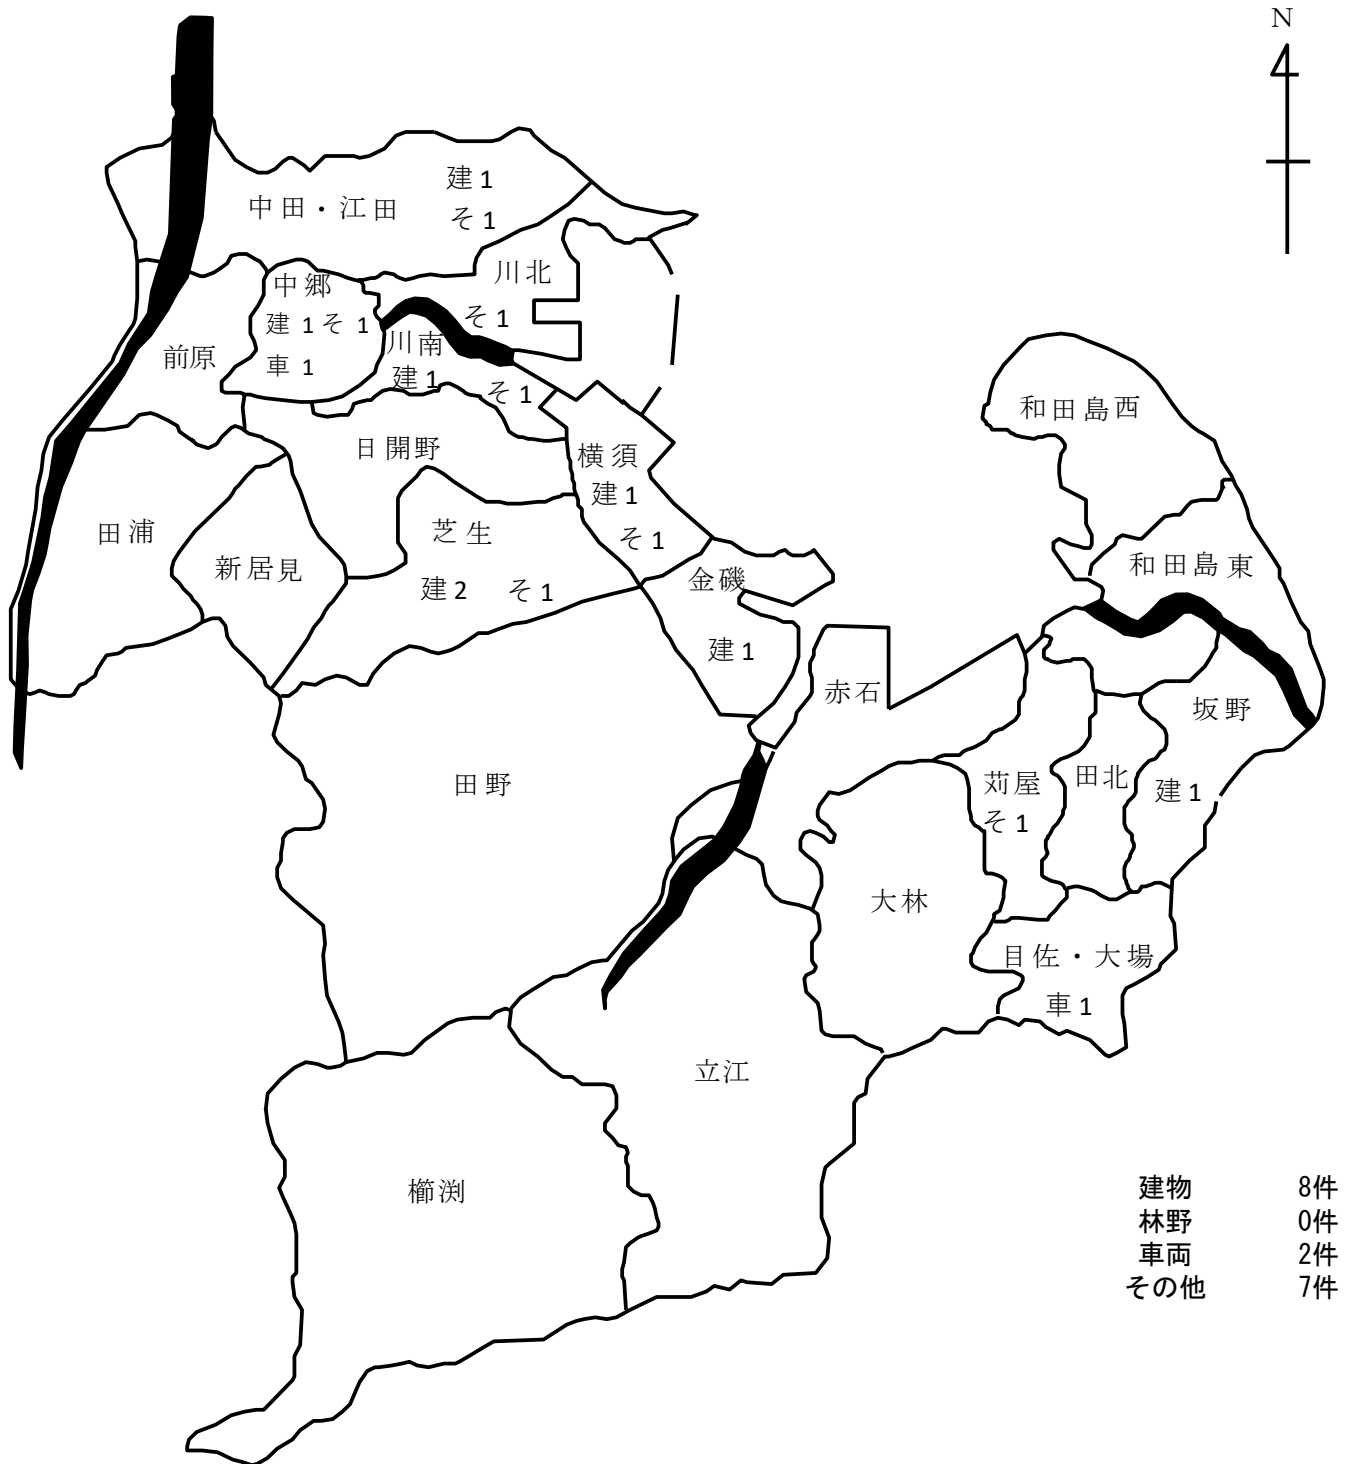 N
建1
中田・江田
そ1
川北
そ1
中郷
建1そ1
車1
前原
川南
建1
そ1
日開野
横須
建1
そ1
芝生
建2 そ1
田浦
新居見
金磯
建1
和田島西
和田島東
赤石
坂野
建1
田野
苅屋
そ1
田北
大林
目佐・大場
車1
立江
櫛渕
建物 8件
林野 0件
車両 2件
その他 7件